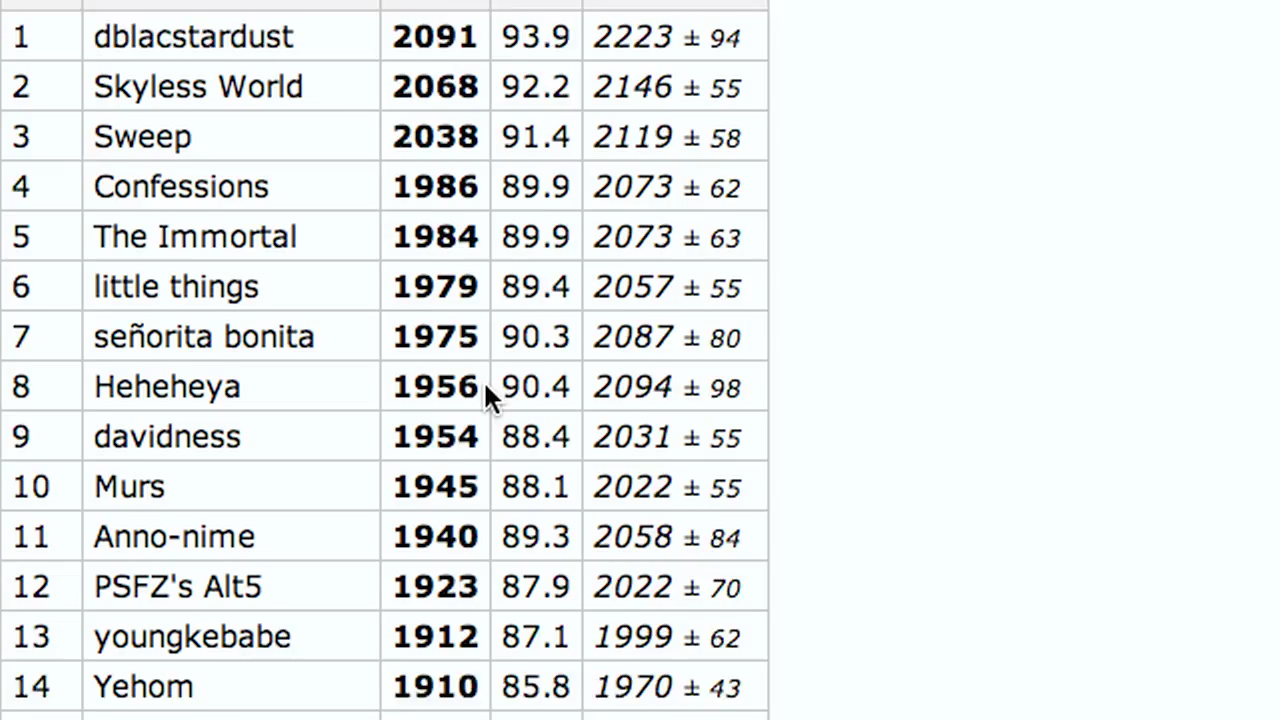 1 dblacstardust 2091 93.9 2223 ± 94
2 Skyless World 2068 92.2 2146 ± 55
3 Sweep 2038 91.4 2119 ± 58
4 Confessions 1986 89.9 2073 ± 62
5 The Immortal 1984 89.9 2073 ± 63
6 little things 1979 89.4 2057 ± 55
7 señorita bonita 1975 90.3 2087 ± 80
8 Heheheya 1956 90.4 2094 ± 98
9 davidness 1954 88.4 2031 ± 55
10 Murs 1945 88.1 2022 ± 55
11 Anno-nime 1940 89.3 2058 ± 84
12 PSFZ's Alt5 1923 87.9 2022 ± 70
13 youngkebabe 1912 87.1 1999 ± 62
14 Yehom 1910 85.8 1970 ± 43